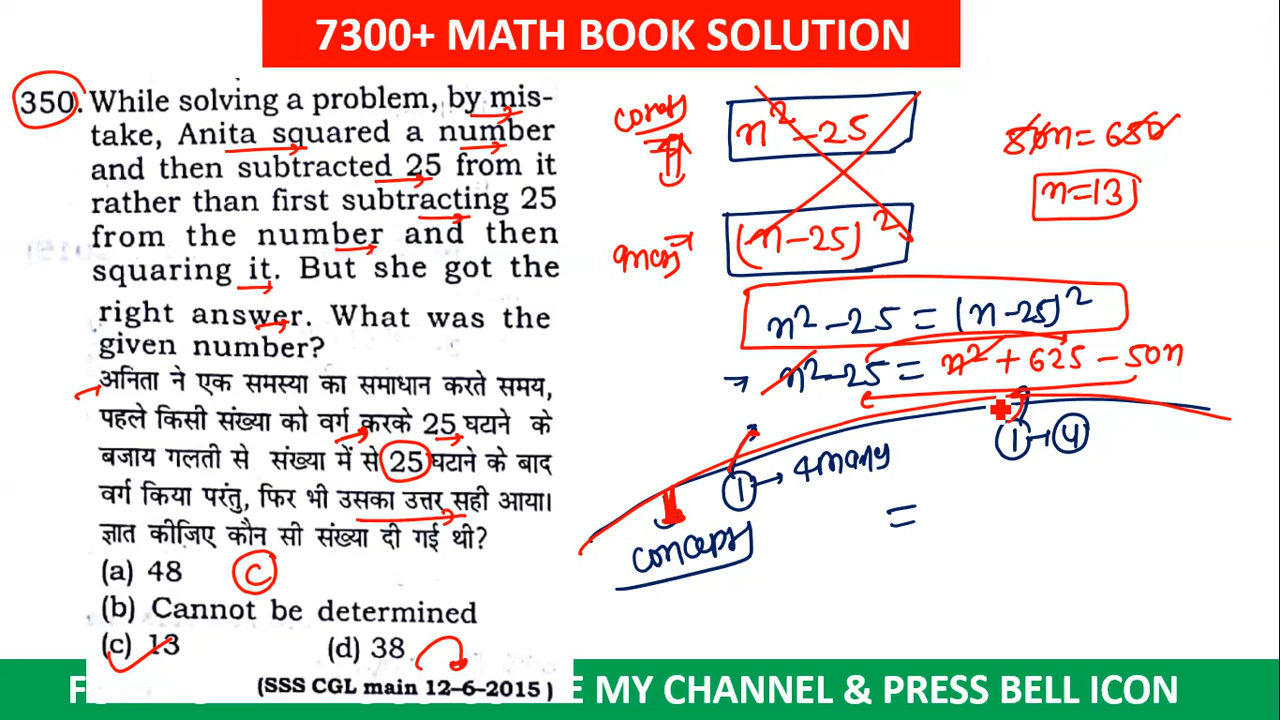 7300+ MATH BOOK SOLUTION
350. While solving a problem, by mis-
take, Anita squared a number
and then subtracted 25 from it
rather than first subtracting 25
from the number and then
squaring it. But she got the
right answer. What was the
given number?
अनिता ने एक समस्या का समाधान करते समय,
पहले किसी संख्या को वर्ग करके 25 घटाने के
बजाय गलती से संख्या में से 25 घटाने के बाद
वर्ग किया परंतु, फिर भी उसका उत्तर सही आया।
ज्ञात कीजिए कौन सी संख्या दी गई थी?
(a) 48
C
(b) Cannot be determined
(c) 13 (d) 38
(SSS CGL main 12-6-2015)
n² - 25
(n - 25)²
n² - 25 = (n - 25)²
n² - 25 = n² + 625 - 50n
50n = 650
n = 13
1 → 4 many
1 → 4
=
concept
ME MY CHANNEL & PRESS BELL ICON